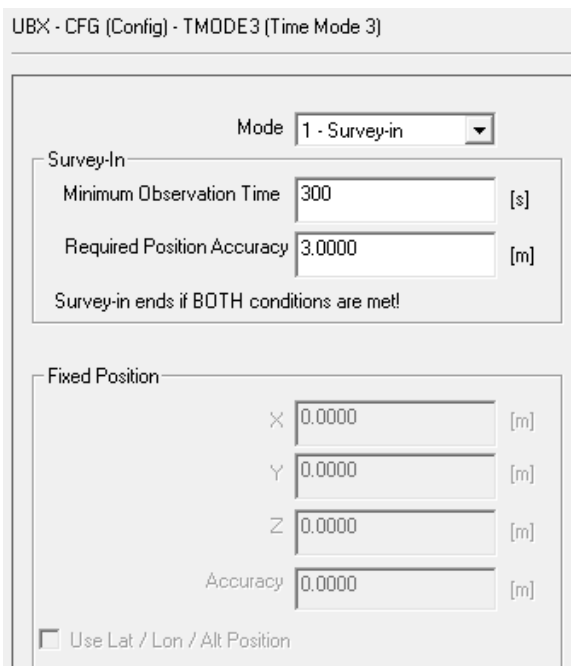 UBX - CFG (Config) - TMODE3 (Time Mode 3)
Mode 1 - Survey-in
Survey-In
Minimum Observation Time 300 [s]
Required Position Accuracy 3.0000 [m]
Survey-in ends if BOTH conditions are met!
Fixed Position
X 0.0000 [m]
Y 0.0000 [m]
Z 0.0000 [m]
Accuracy 0.0000 [m]
Use Lat / Lon / Alt Position